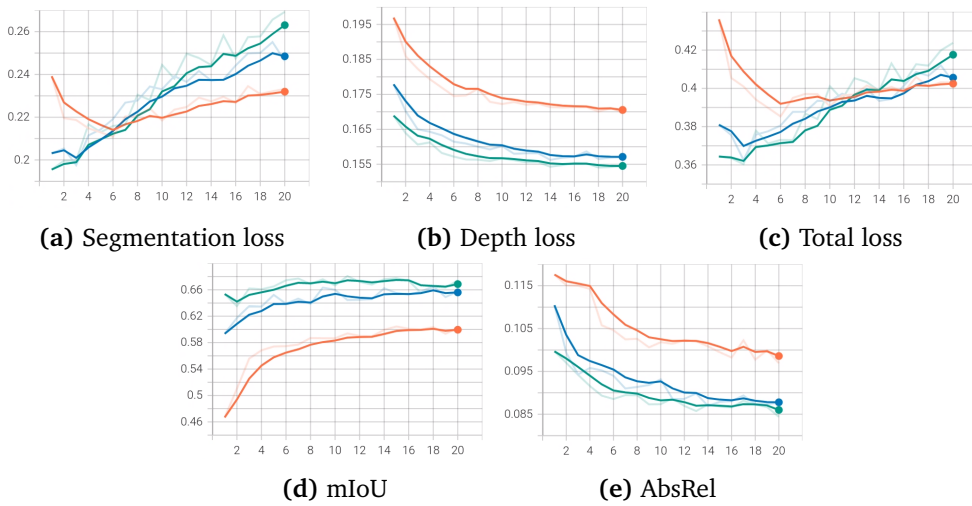 0.26
0.24
0.22
0.2
2 4 6 8 10 12 14 16 18 20
(a) Segmentation loss
0.195
0.185
0.175
0.165
0.155
2 4 6 8 10 12 14 16 18 20
(b) Depth loss
0.42
0.4
0.38
0.36
2 4 6 8 10 12 14 16 18 20
(c) Total loss
0.66
0.62
0.58
0.54
0.5
0.46
2 4 6 8 10 12 14 16 18 20
(d) mIoU
0.115
0.105
0.095
0.085
2 4 6 8 10 12 14 16 18 20
(e) AbsRel